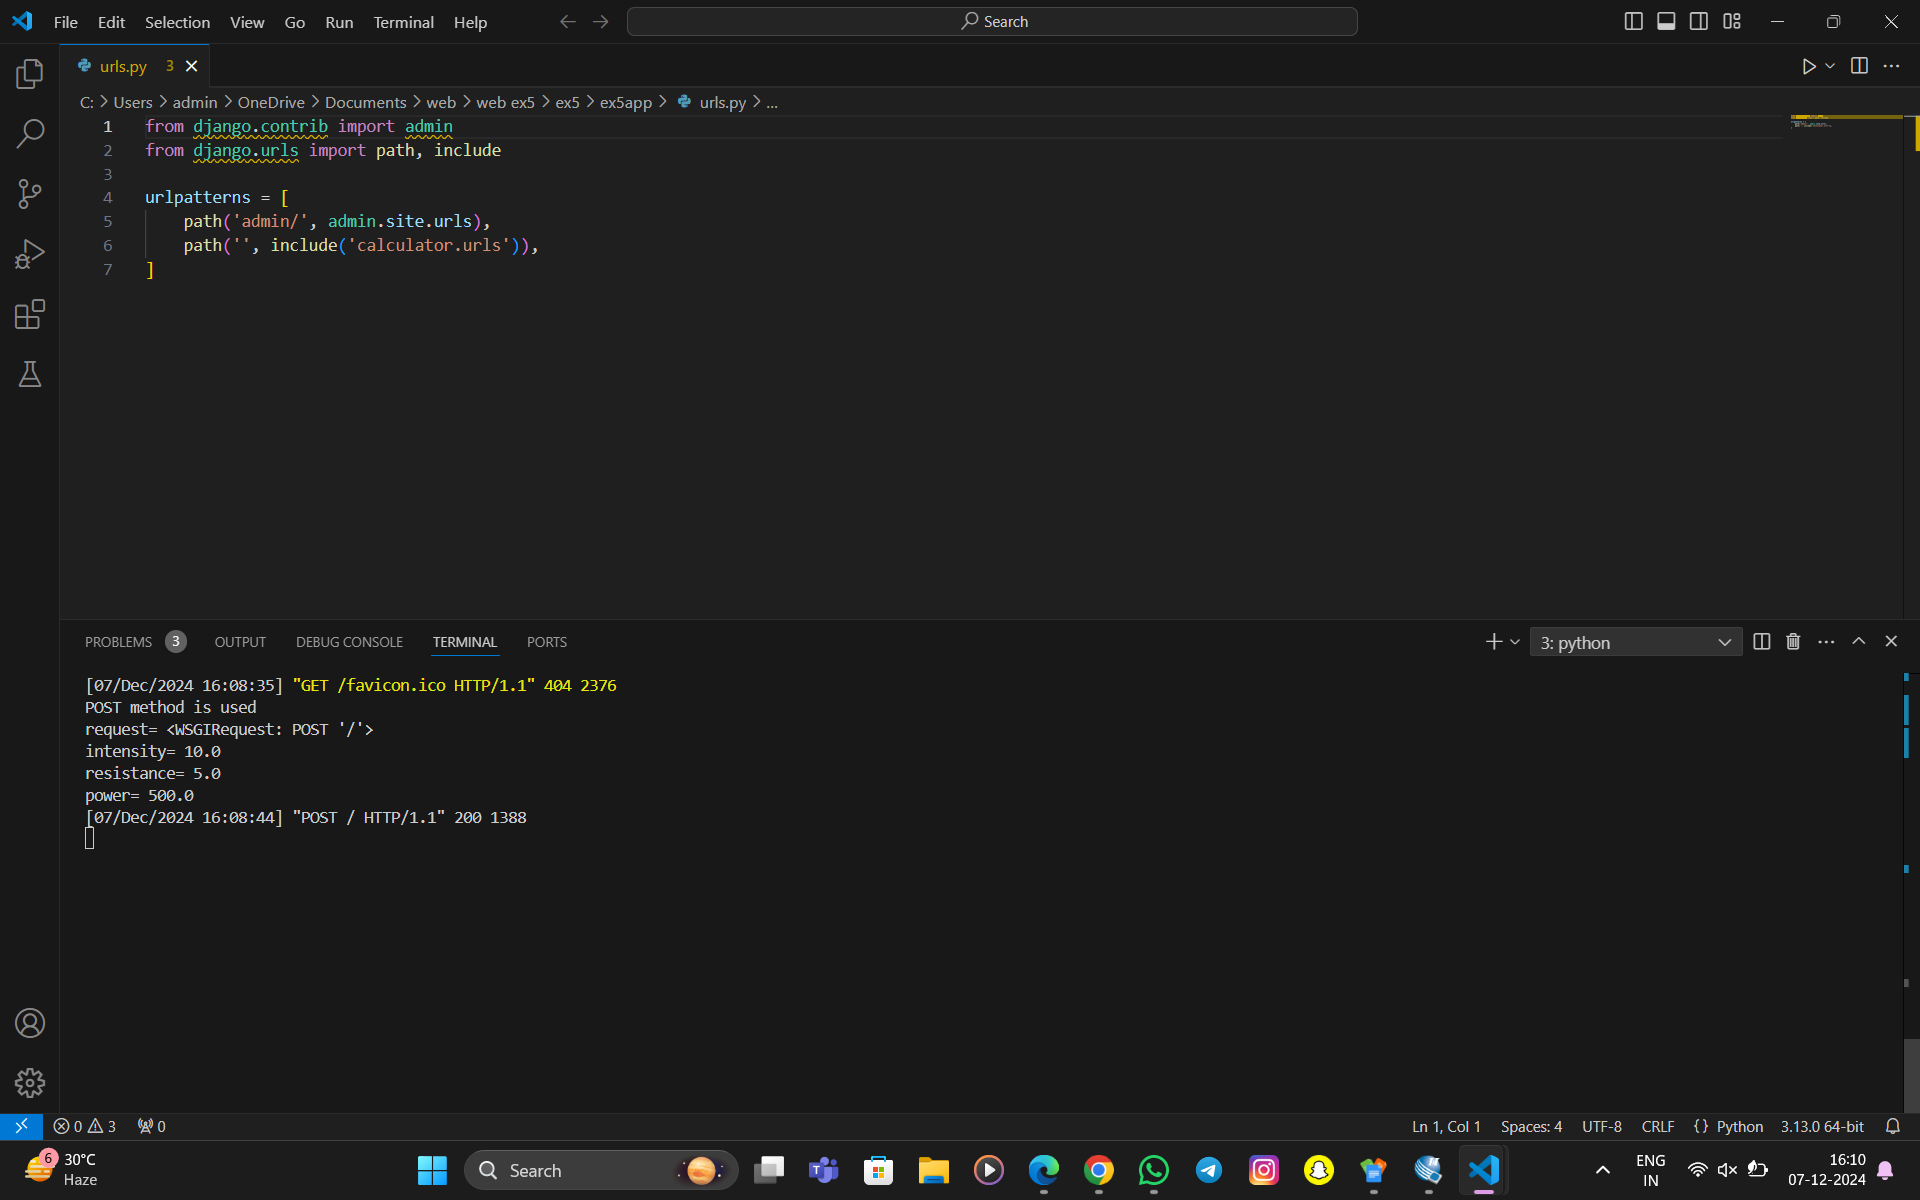 File Edit Selection View Go Run Terminal Help
Search
urls.py 3
C: > Users > admin > OneDrive > Documents > web > web ex5 > ex5 > ex5app > urls.py > ...
1 from django.contrib import admin
2 from django.urls import path, include
3
4 urlpatterns = [
5     path('admin/', admin.site.urls),
6     path('', include('calculator.urls')),
7 ]
PROBLEMS 3 OUTPUT DEBUG CONSOLE TERMINAL PORTS
3: python
[07/Dec/2024 16:08:35] "GET /favicon.ico HTTP/1.1" 404 2376
POST method is used
request= <WSGIRequest: POST '/'>
intensity= 10.0
resistance= 5.0
power= 500.0
[07/Dec/2024 16:08:44] "POST / HTTP/1.1" 200 1388
0 3 0
Ln 1, Col 1 Spaces: 4 UTF-8 CRLF {} Python 3.13.0 64-bit
6
30°C
Haze
Search
ENG
IN
16:10
07-12-2024